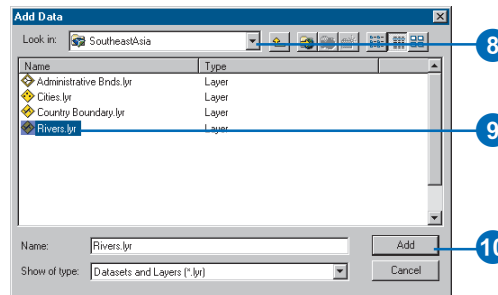 Add Data
Look in: SoutheastAsia
8
Name Type
Administrative Bnds.lyr Layer
Cities.lyr Layer
Country Boundary.lyr Layer
Rivers.lyr Layer
9
Name: Rivers.lyr Add
10
Show of type: Datasets and Layers (*.lyr) Cancel